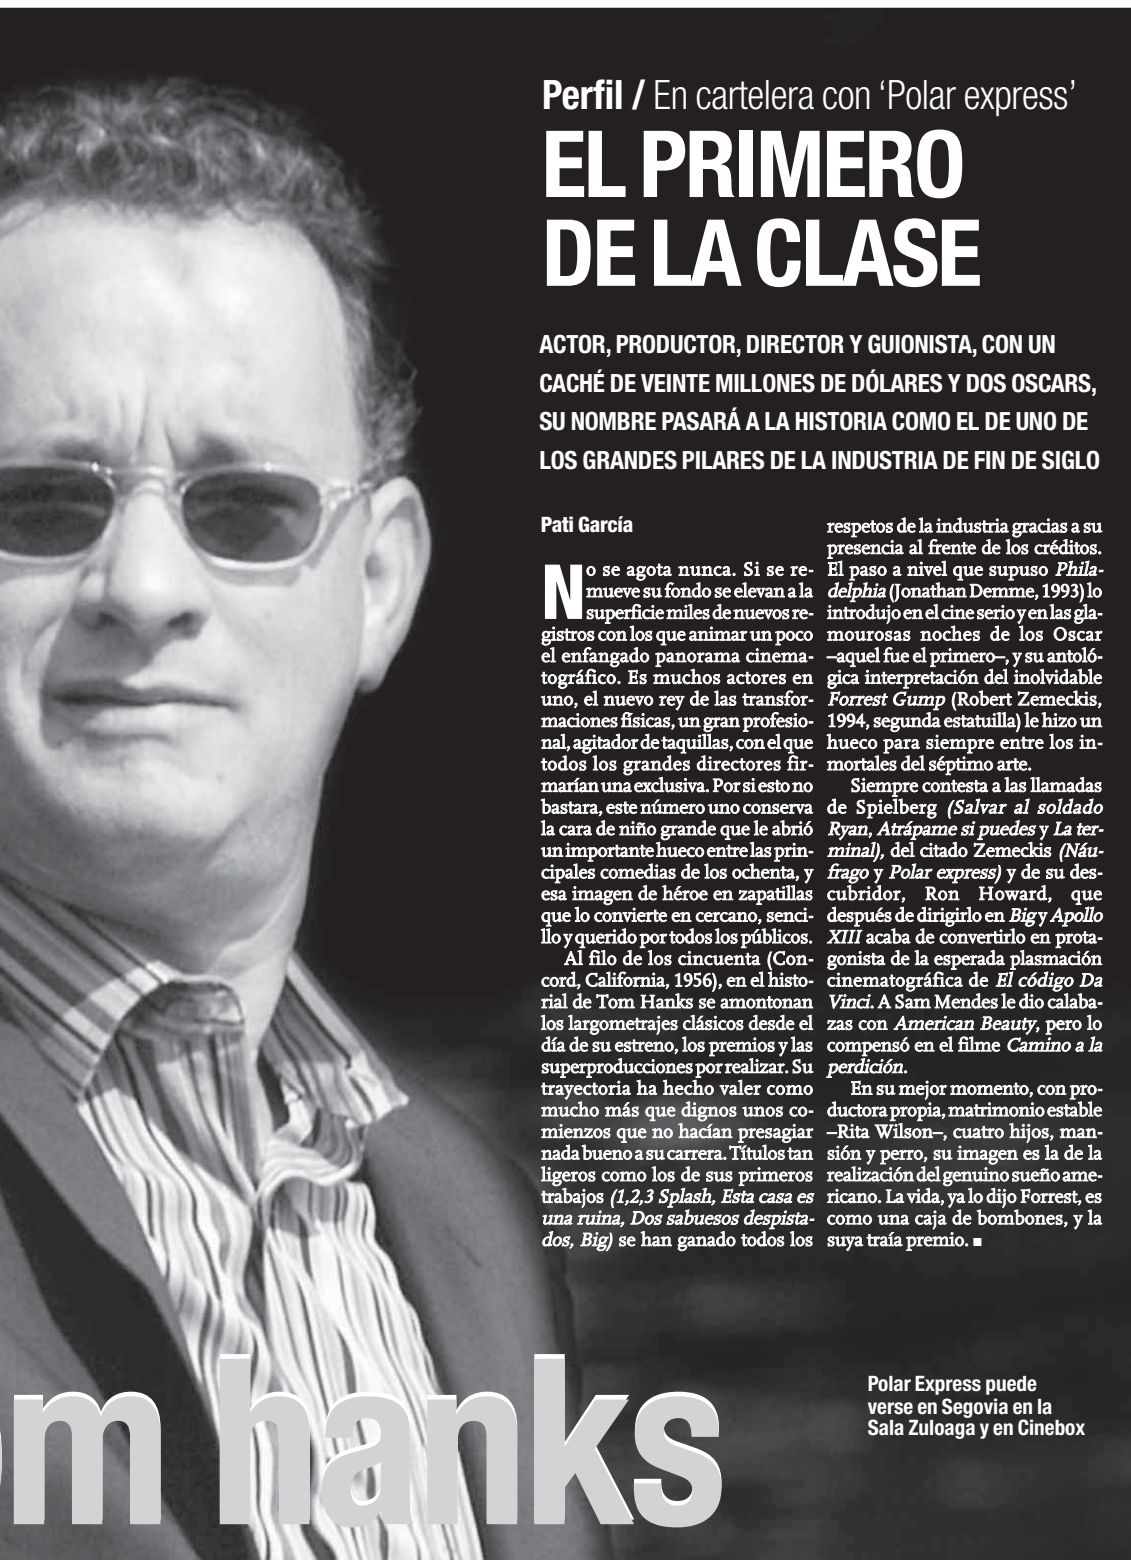 Perfil / En cartelera con ‘Polar express’
EL PRIMERO
DE LA CLASE
ACTOR, PRODUCTOR, DIRECTOR Y GUIONISTA, CON UN
CACHÉ DE VEINTE MILLONES DE DÓLARES Y DOS OSCARS,
SU NOMBRE PASARÁ A LA HISTORIA COMO EL DE UNO DE
LOS GRANDES PILARES DE LA INDUSTRIA DE FIN DE SIGLO
Pati García
No se agota nunca. Si se re-
mueve su fondo se elevan a la
superficie miles de nuevos re-
gistros con los que animar un poco
el enfangado panorama cinema-
tográfico. Es muchos actores en
uno, el nuevo rey de las transfor-
maciones físicas, un gran profesio-
nal, agitador de taquillas, con el que
todos los grandes directores fir-
marían una exclusiva. Por si esto no
bastara, este número uno conserva
la cara de niño grande que le abrió
un importante hueco entre las prin-
cipales comedias de los ochenta, y
esa imagen de héroe en zapatillas
que lo convierte en cercano, senci-
llo y querido por todos los públicos.
Al filo de los cincuenta (Con-
cord, California, 1956), en el histo-
rial de Tom Hanks se amontonan
los largometrajes clásicos desde el
día de su estreno, los premios y las
superproducciones por realizar. Su
trayectoria ha hecho valer como
mucho más que dignos unos co-
mienzos que no hacían presagiar
nada bueno a su carrera. Títulos tan
ligeros como los de sus primeros
trabajos (1,2,3 Splash, Esta casa es
una ruina, Dos sabuesos despista-
dos, Big) se han ganado todos los
respetos de la industria gracias a su
presencia al frente de los créditos.
El paso a nivel que supuso Phila-
delphia (Jonathan Demme, 1993) lo
introdujo en el cine serio y en las gla-
mourosas noches de los Oscar
–aquel fue el primero–, y su antoló-
gica interpretación del inolvidable
Forrest Gump (Robert Zemeckis,
1994, segunda estatuilla) le hizo un
hueco para siempre entre los in-
mortales del séptimo arte.
Siempre contesta a las llamadas
de Spielberg (Salvar al soldado
Ryan, Atrápame si puedes y La ter-
minal), del citado Zemeckis (Náu-
frago y Polar express) y de su des-
cubridor, Ron Howard, que
después de dirigirlo en Big y Apollo
XIII acaba de convertirlo en prota-
gonista de la esperada plasmación
cinematográfica de El código Da
Vinci. A Sam Mendes le dio calaba-
zas con American Beauty, pero lo
compensó en el filme Camino a la
perdición.
En su mejor momento, con pro-
ductora propia, matrimonio estable
–Rita Wilson–, cuatro hijos, man-
sión y perro, su imagen es la de la
realización del genuino sueño ame-
ricano. La vida, ya lo dijo Forrest, es
como una caja de bombones, y la
suya traía premio. ■
om hanks
Polar Express puede
verse en Segovia en la
Sala Zuloaga y en Cinebox